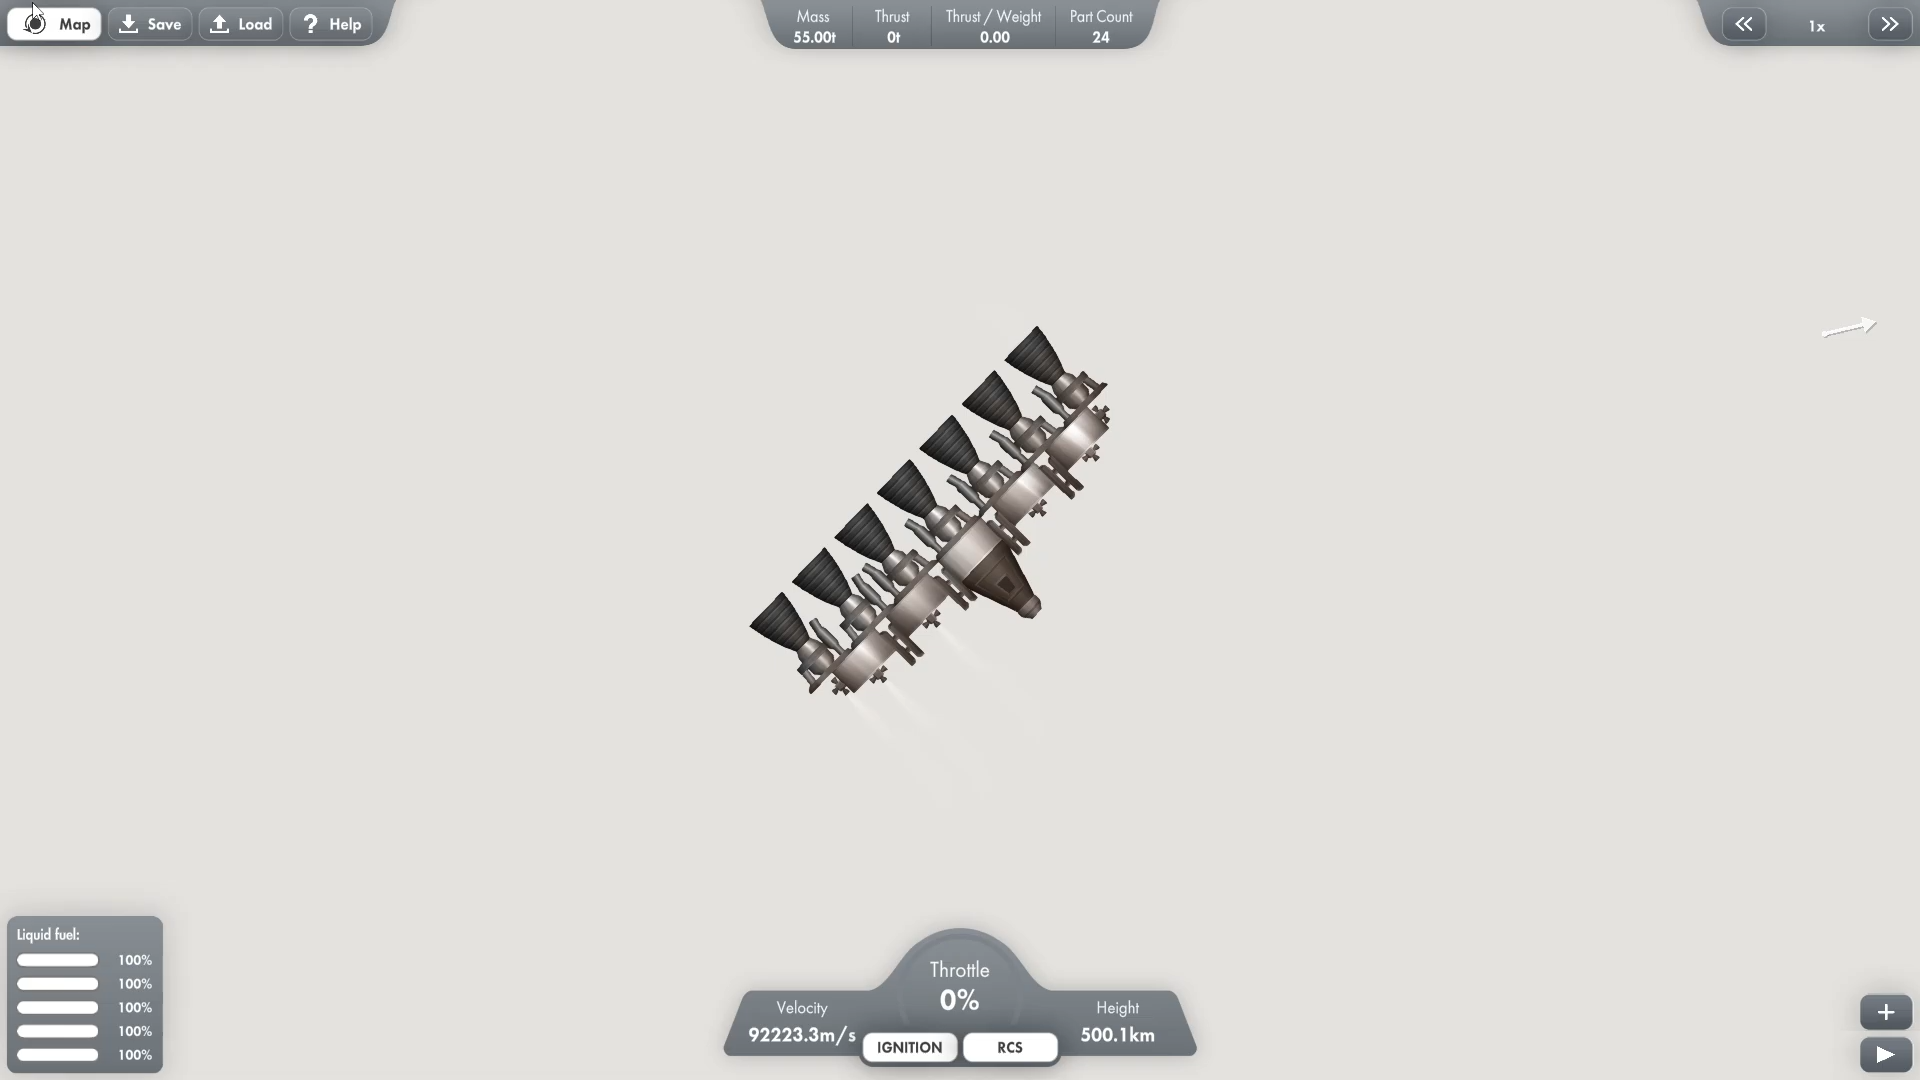 Map
Save
Load
Help
Mass
55.00t
Thrust
0t
Thrust / Weight
0.00
Part Count
24
1x
Liquid fuel:
100%
100%
100%
100%
100%
Throttle
0%
Velocity
92223.3m/s
Height
500.1km
IGNITION
RCS